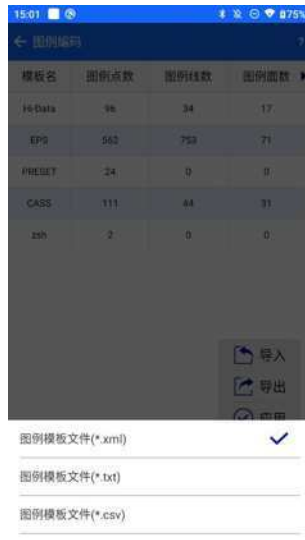 15:01 75%
← 图例编码 ?
模板名 图例点数 图例线数 图例面数
Hi-Data 96 34 17
EPS 562 753 71
PRESET 24 0 0
CASS 111 44 31
zsh 2 0 0
导入
导出
应用
图例模板文件(*.xml)
图例模板文件(*.txt)
图例模板文件(*.csv)